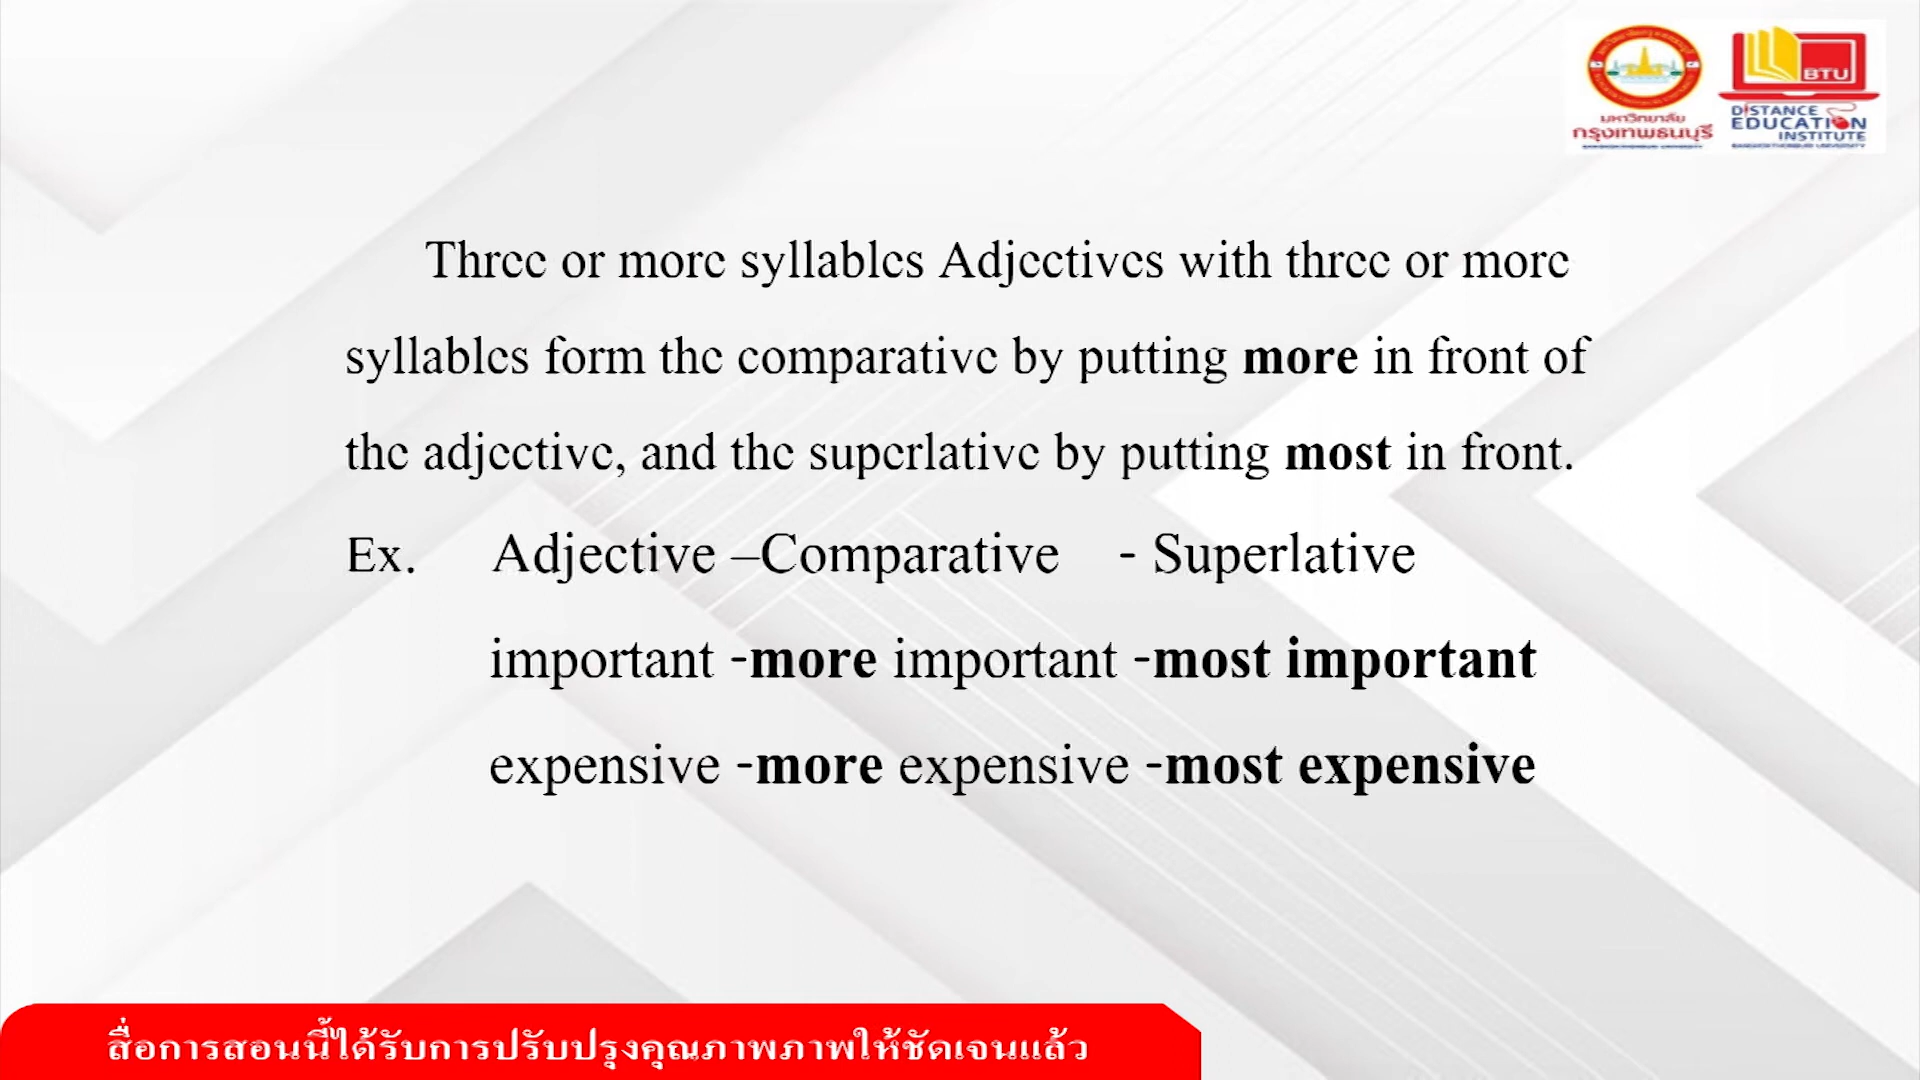 มหาวิทยาลัย
กรุงเทพธนบุรี
BANGKOKTHONBURI UNIVERSITY
BTU
DISTANCE
EDUCATION
INSTITUTE
BANGKOKTHONBURI UNIVERSITY
Three or more syllables Adjectives with three or more
syllables form the comparative by putting more in front of
the adjective, and the superlative by putting most in front.
Ex. Adjective –Comparative - Superlative
important -more important -most important
expensive -more expensive -most expensive
สื่อการสอนนี้ได้รับการปรับปรุงคุณภาพภาพให้ชัดเจนแล้ว